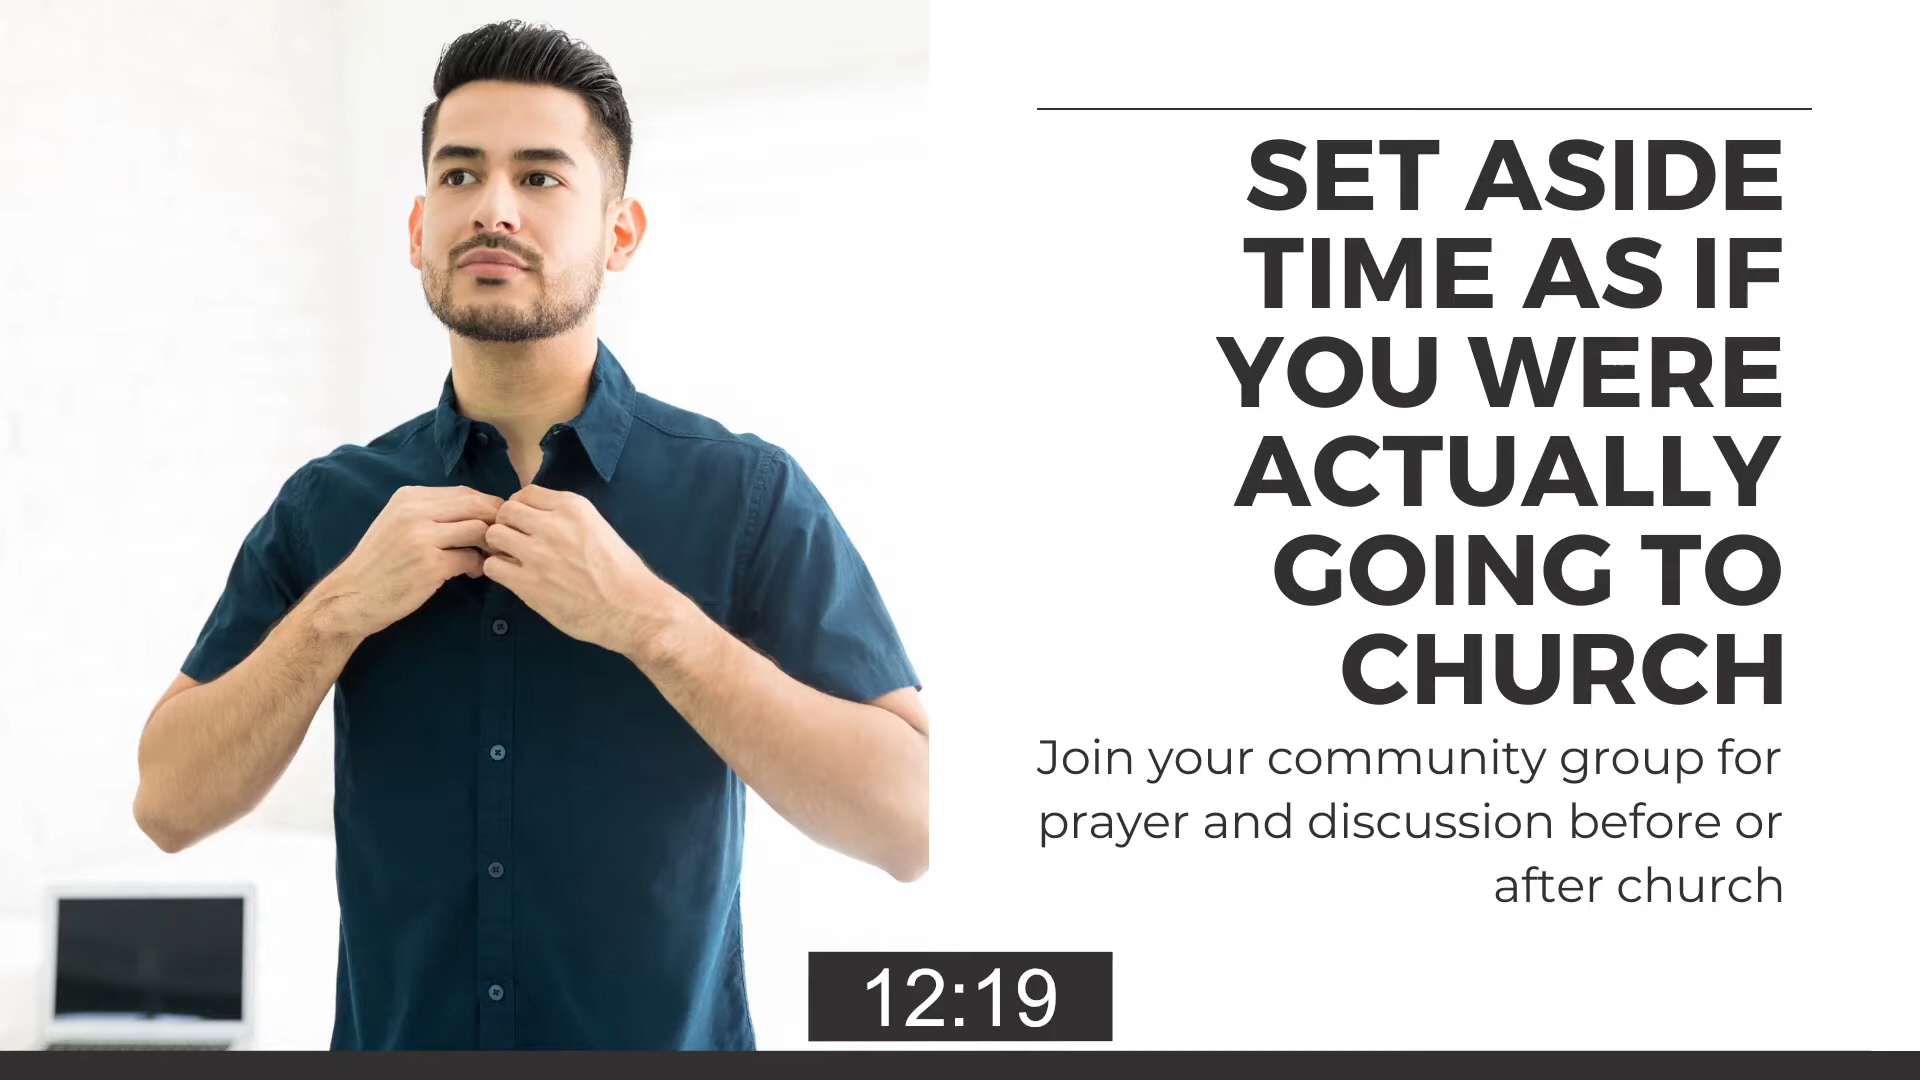 SET ASIDE
TIME AS IF
YOU WERE
ACTUALLY
GOING TO
CHURCH
Join your community group for
prayer and discussion before or
after church
12:19